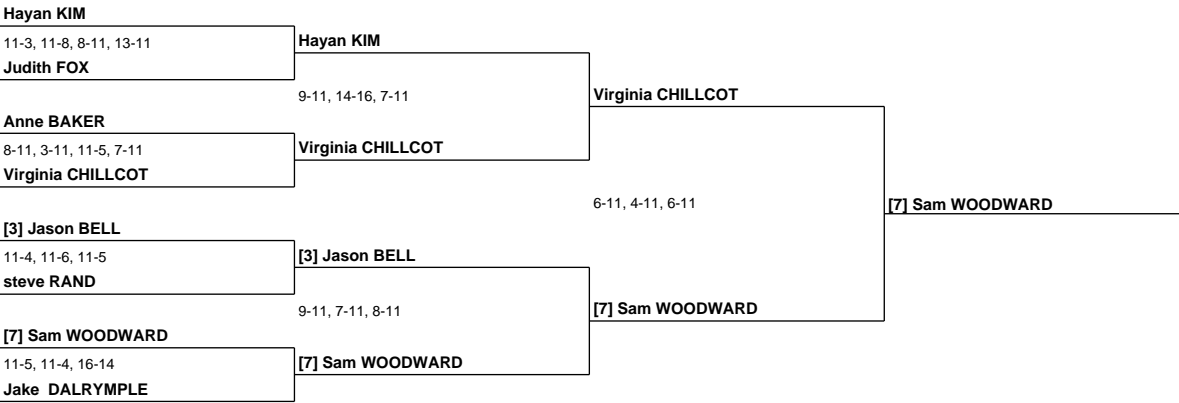 Hayan KIM
11-3, 11-8, 8-11, 13-11
Judith FOX
Anne BAKER
8-11, 3-11, 11-5, 7-11
Virginia CHILLCOT
[3] Jason BELL
11-4, 11-6, 11-5
steve RAND
[7] Sam WOODWARD
11-5, 11-4, 16-14
Jake  DALRYMPLE
Hayan KIM
9-11, 14-16, 7-11
Virginia CHILLCOT
[3] Jason BELL
9-11, 7-11, 8-11
[7] Sam WOODWARD
Virginia CHILLCOT
6-11, 4-11, 6-11
[7] Sam WOODWARD
[7] Sam WOODWARD